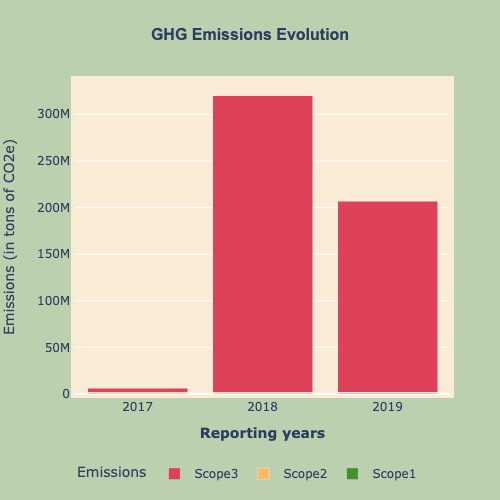 GHG Emissions Evolution
Emissions (in tons of CO2e)
300M
250M
200M
150M
100M
50M
0
2017 2018 2019
Reporting years
Emissions Scope3 Scope2 Scope1